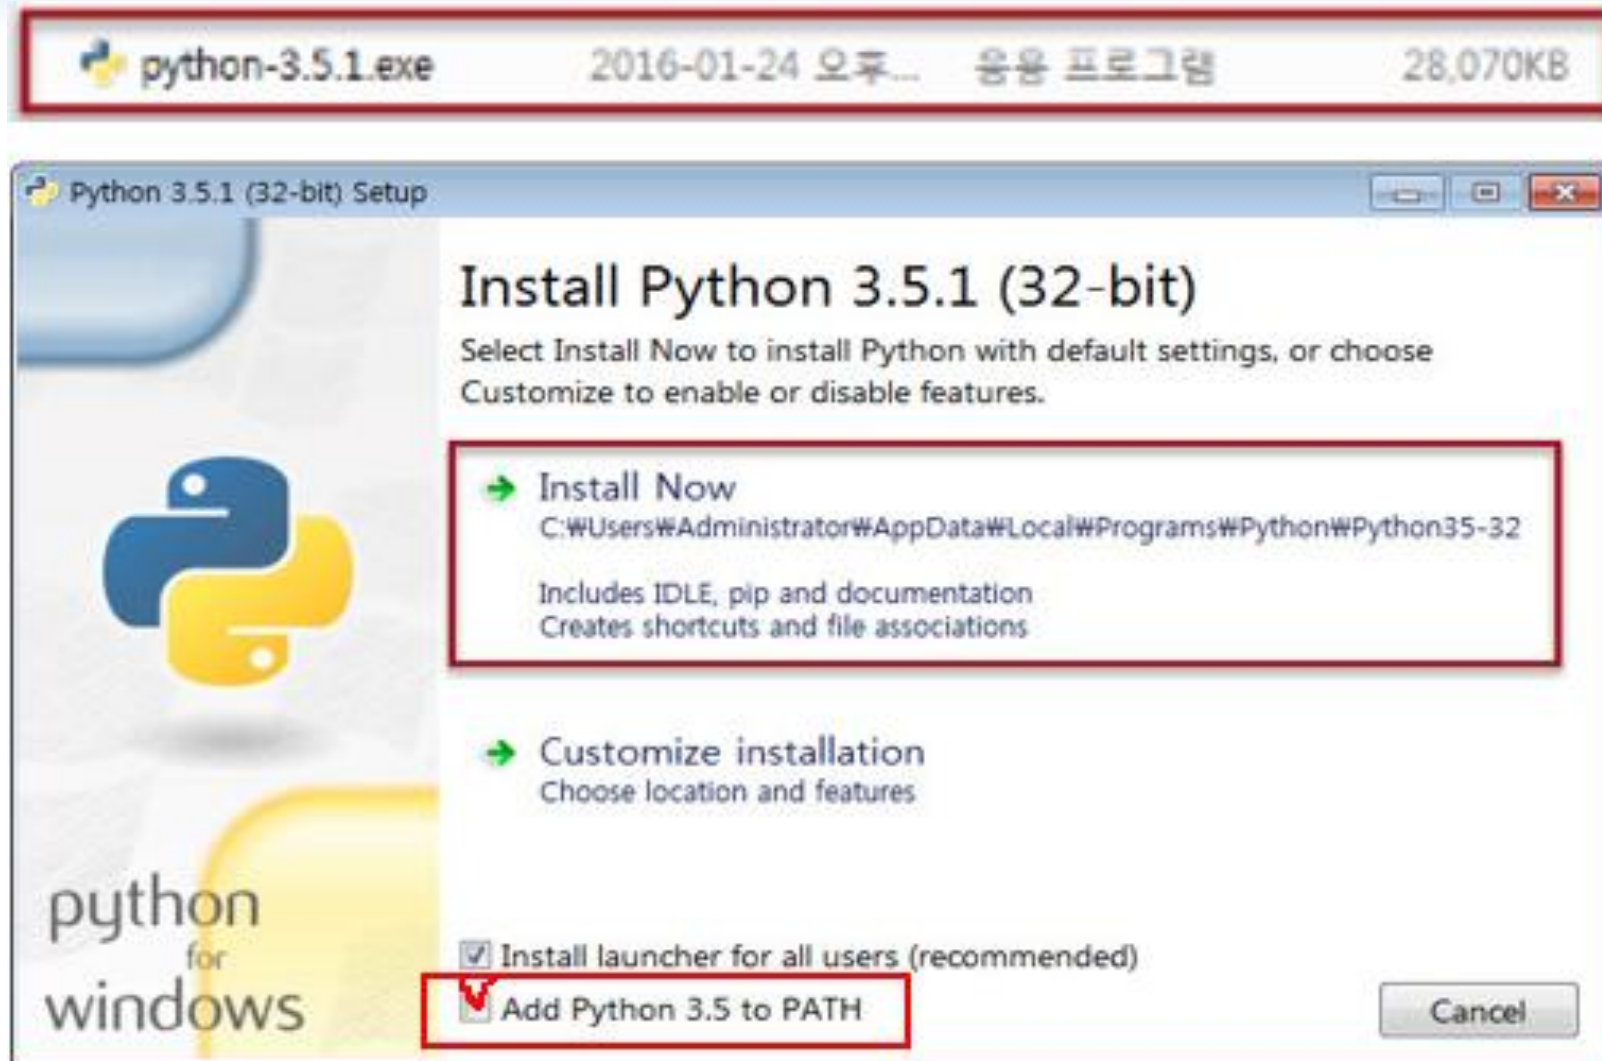 python-3.5.1.exe 2016-01-24 오후... 응용 프로그램 28,070KB
Python 3.5.1 (32-bit) Setup
Install Python 3.5.1 (32-bit)
Select Install Now to install Python with default settings, or choose
Customize to enable or disable features.
Install Now
C:₩Users₩Administrator₩AppData₩Local₩Programs₩Python₩Python35-32
Includes IDLE, pip and documentation
Creates shortcuts and file associations
Customize installation
Choose location and features
python
for
windows
Install launcher for all users (recommended)
Add Python 3.5 to PATH
Cancel